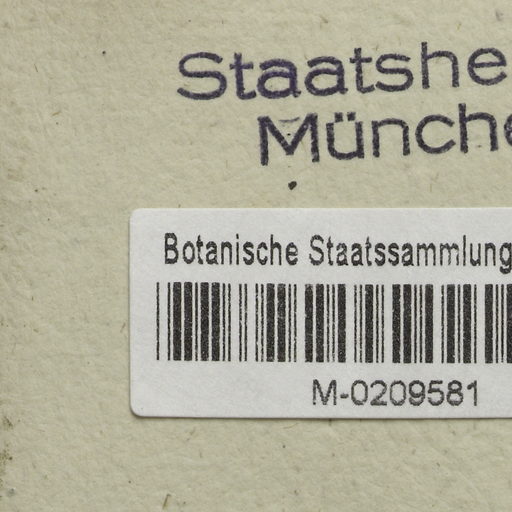 Staatshe
Münche
Botanische Staatssammlung
M-0209581